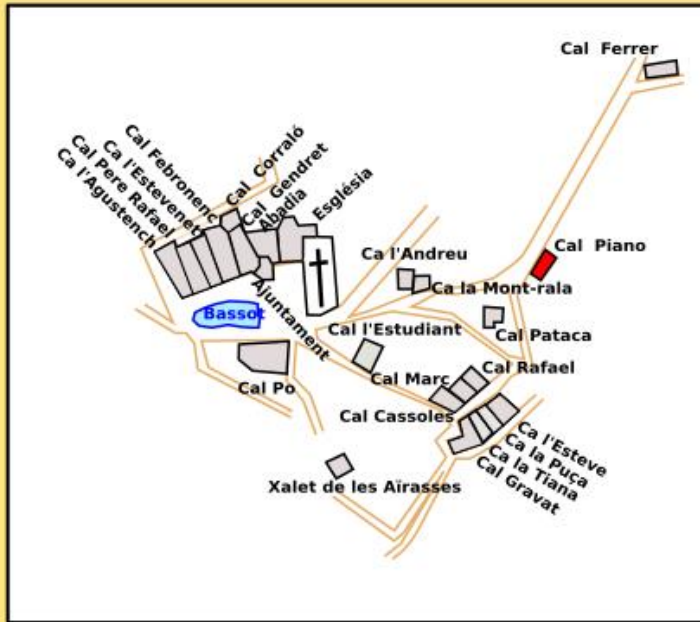 Cal Ferrer
Cal Corraló
Cal Febronenc
Cal Gendret
Ca l'Estevenet
Abadia
Església
Cal Pere Rafael
Ca l'Agustench
Cal Piano
Ca l'Andreu
Ca la Mont-rala
Bassot
Ajuntament
Cal l'Estudiant
Cal Pataca
Cal Rafael
Cal Marc
Cal Po
Cal Cassoles
Ca l'Esteve
Ca la Puça
Ca la Tiana
Cal Gravat
Xalet de les Aïrasses